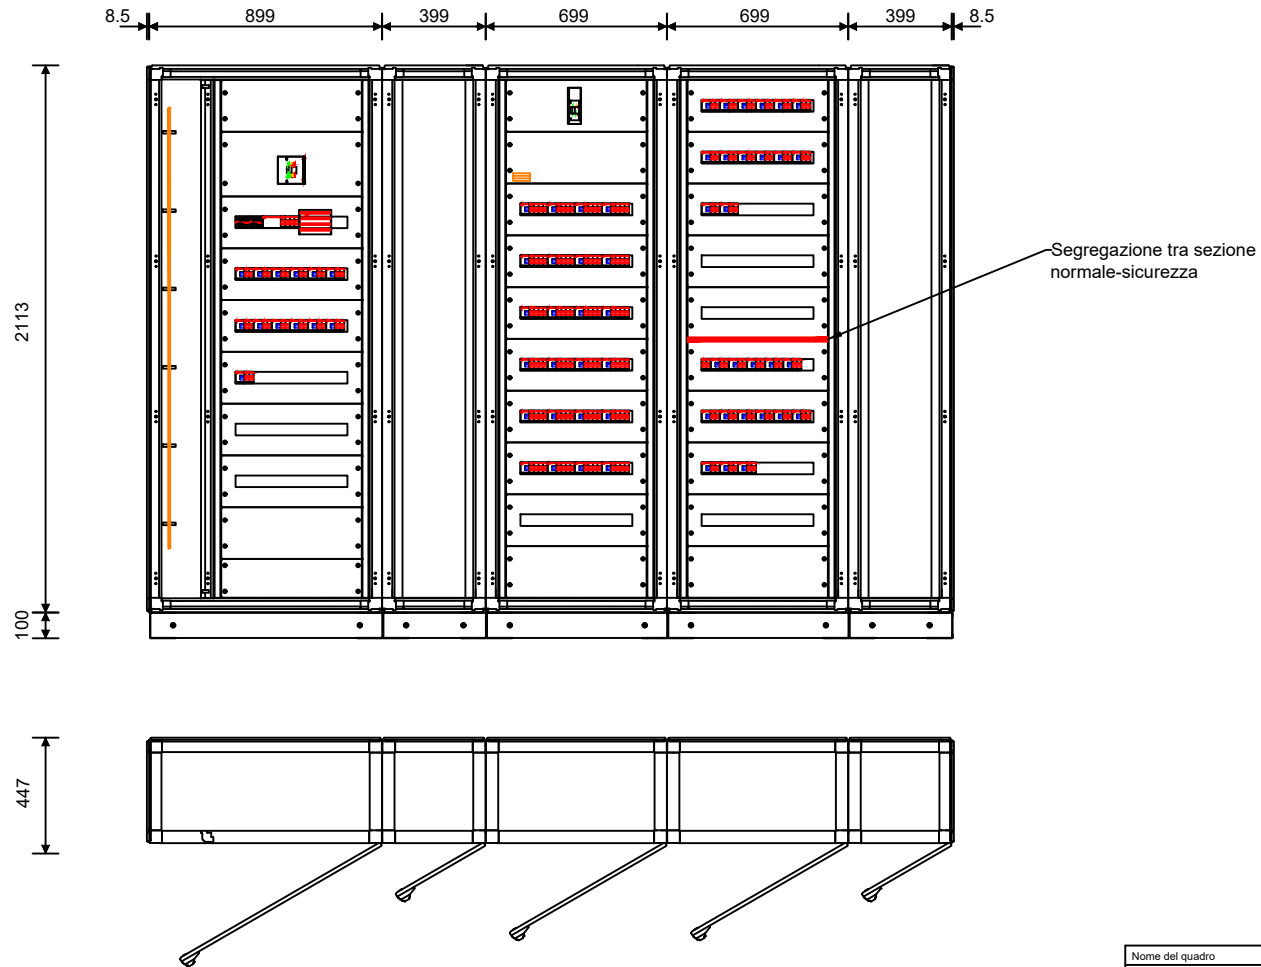 8.5 899 399 699 699 399 8.5
2113
Segregazione tra sezione
normale-sicurezza
100
447
Nome del quadro